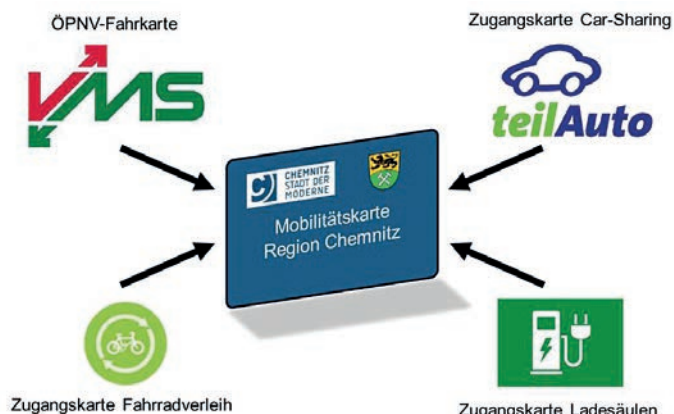 ÖPNV-Fahrkarte
Zugangskarte Car-Sharing
VMS
teilAuto
CHEMNITZ
STADT DER
MODERNE
Mobilitätskarte
Region Chemnitz
Zugangskarte Fahrradverleih
Zugangskarte Ladesäulen